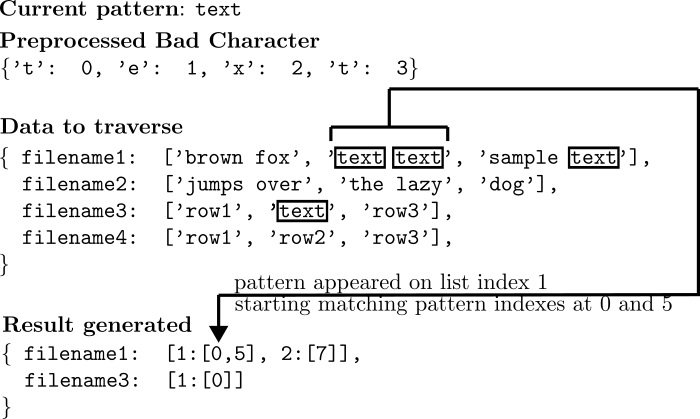 Current pattern: text
Preprocessed Bad Character
{'t': 0, 'e': 1, 'x': 2, 't': 3}
Data to traverse
{ filename1: ['brown fox', 'text text', 'sample text'],
filename2: ['jumps over', 'the lazy', 'dog'],
filename3: ['row1', 'text', 'row3'],
filename4: ['row1', 'row2', 'row3'],
}
pattern appeared on list index 1
starting matching pattern indexes at 0 and 5
Result generated
{ filename1: [1:[0,5], 2:[7]],
filename3: [1:[0]]
}